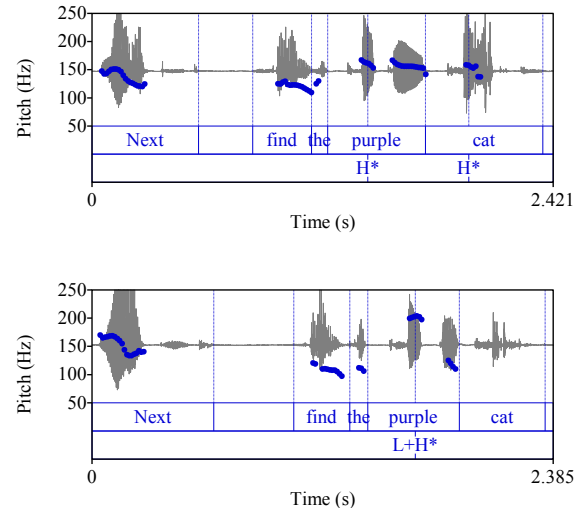 250
200
150
100
50
Pitch (Hz)
Next find the purple cat
H* H*
0 2.421
Time (s)
250
200
150
100
50
Pitch (Hz)
Next find the purple cat
L+H*
0 2.385
Time (s)